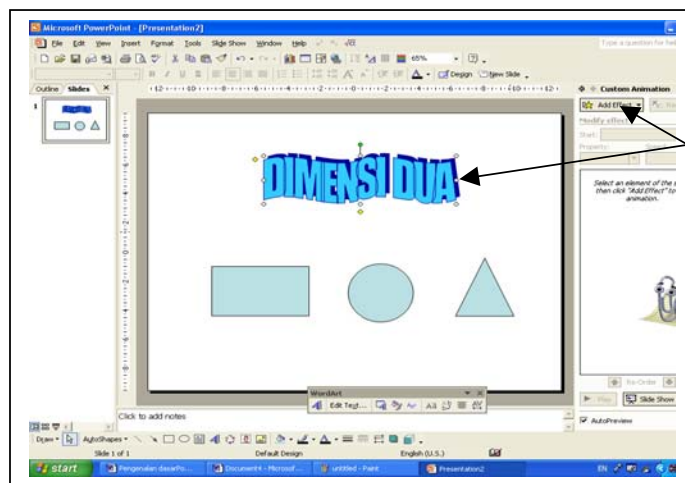 Microsoft PowerPoint - [Presentation2]
File Edit View Insert Format Tools Slide Show Window Help
Type a question for hel
65%
B I U S A Design New Slide
Outline Slides
Custom Animation
1
Add Effect
Modify effect
Start:
Property:
DIMENSI DUA
Select an element of the s
then click "Add Effect" to
animation.
WordArt
Edit Text... Aa
Re-Order
Play Slide Show
AutoPreview
Click to add notes
Draw AutoShapes
Slide 1 of 1 Default Design English (U.S.)
start Pengenalan dasarPo... Document4 - Microsof... untitled - Paint Presentation2 EN